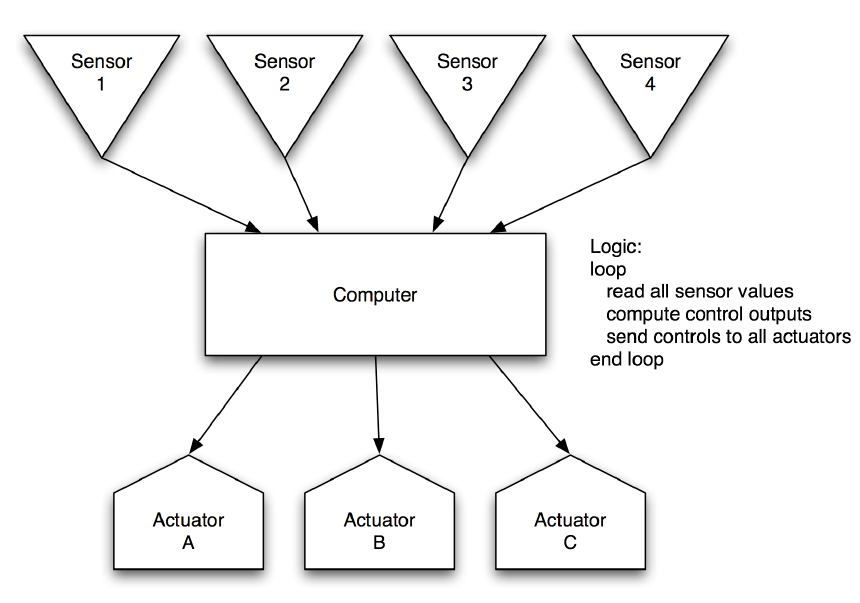 Sensor
1
Sensor
2
Sensor
3
Sensor
4
Computer
Logic:
loop
read all sensor values
compute control outputs
send controls to all actuators
end loop
Actuator
A
Actuator
B
Actuator
C